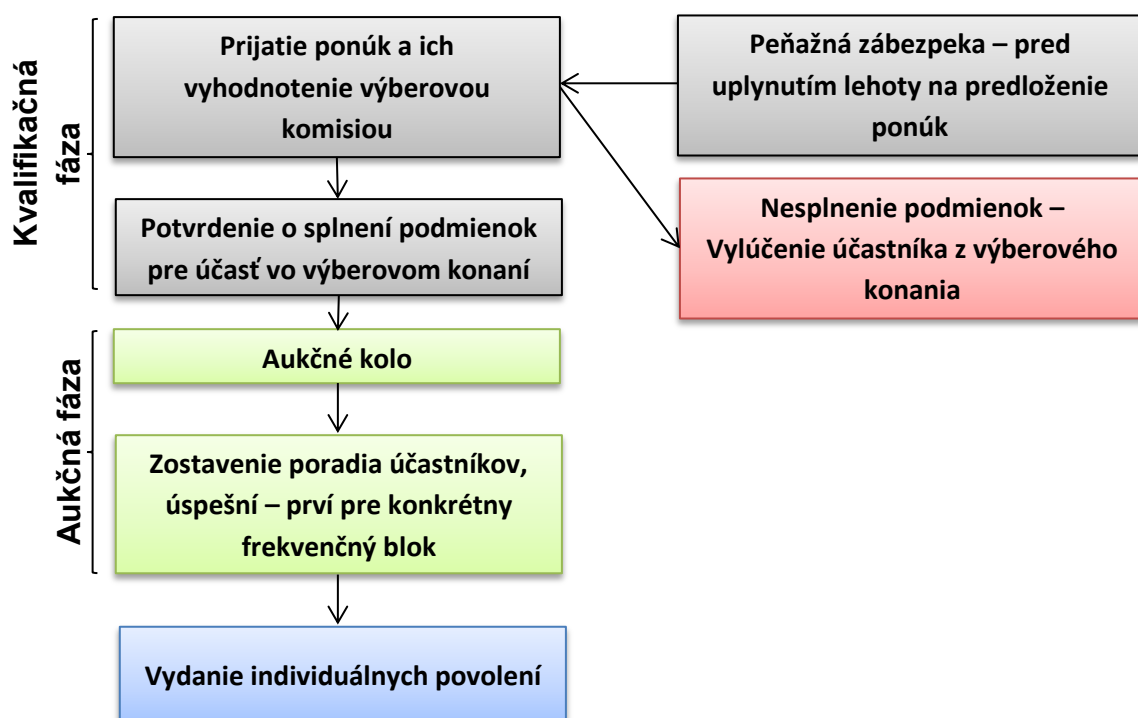 Kvalifikačná
fáza
Prijatie ponúk a ich
vyhodnotenie výberovou
komisiou
Peňažná zábezpeka – pred
uplynutím lehoty na predloženie
ponúk
Potvrdenie o splnení podmienok
pre účasť vo výberovom konaní
Nesplnenie podmienok –
Vylúčenie účastníka z výberového
konania
Aukčná fáza
Aukčné kolo
Zostavenie poradia účastníkov,
úspešní – prví pre konkrétny
frekvenčný blok
Vydanie individuálnych povolení